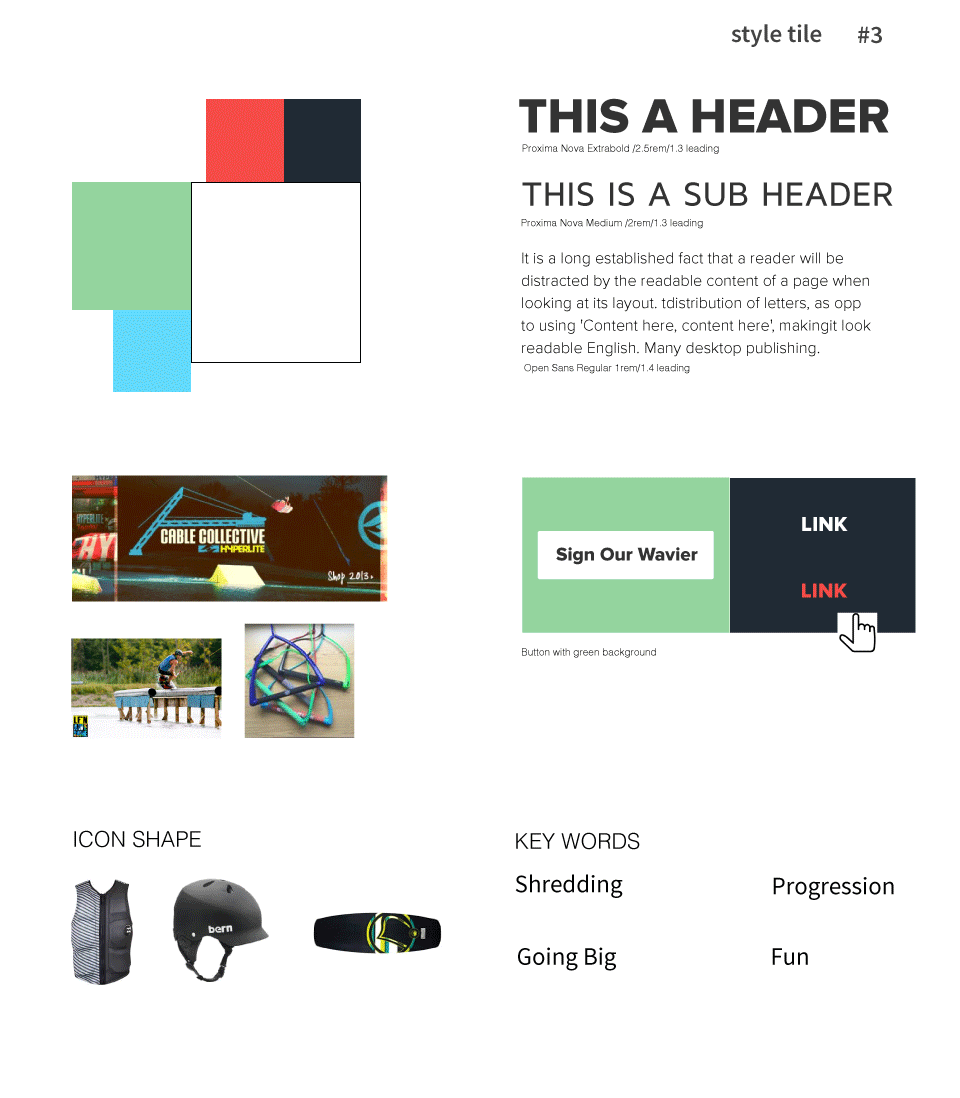 style tile #3
THIS A HEADER
Proxima Nova Extrabold /2.5rem/1.3 leading
THIS IS A SUB HEADER
Proxima Nova Medium /2rem/1.3 leading
It is a long established fact that a reader will be
distracted by the readable content of a page when
looking at its layout. tdistribution of letters, as opp
to using 'Content here, content here', makingit look
readable English. Many desktop publishing.
Open Sans Regular 1rem/1.4 leading
HYPERLITE
HY
CABLE COLLECTIVE
HYPERLITE
Shop 2013.
Sign Our Wavier
LINK
LINK
Button with green background
LFT
ICON SHAPE
bern
KEY WORDS
Shredding
Progression
Going Big
Fun